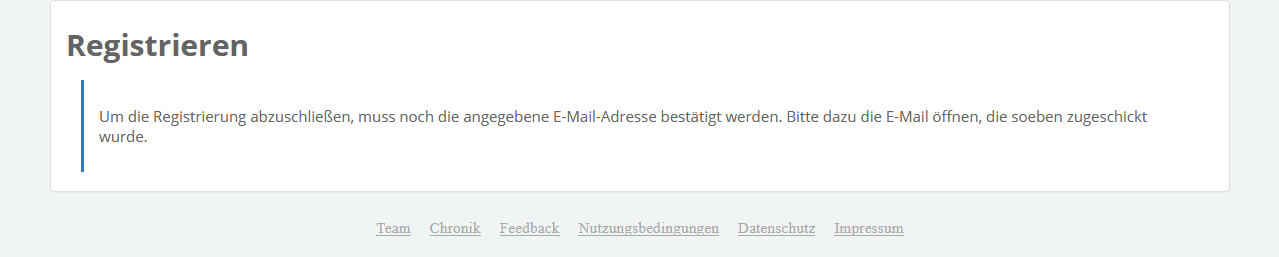 Registrieren
Um die Registrierung abzuschließen, muss noch die angegebene E-Mail-Adresse bestätigt werden. Bitte dazu die E-Mail öffnen, die soeben zugeschickt
wurde.
Team Chronik Feedback Nutzungsbedingungen Datenschutz Impressum